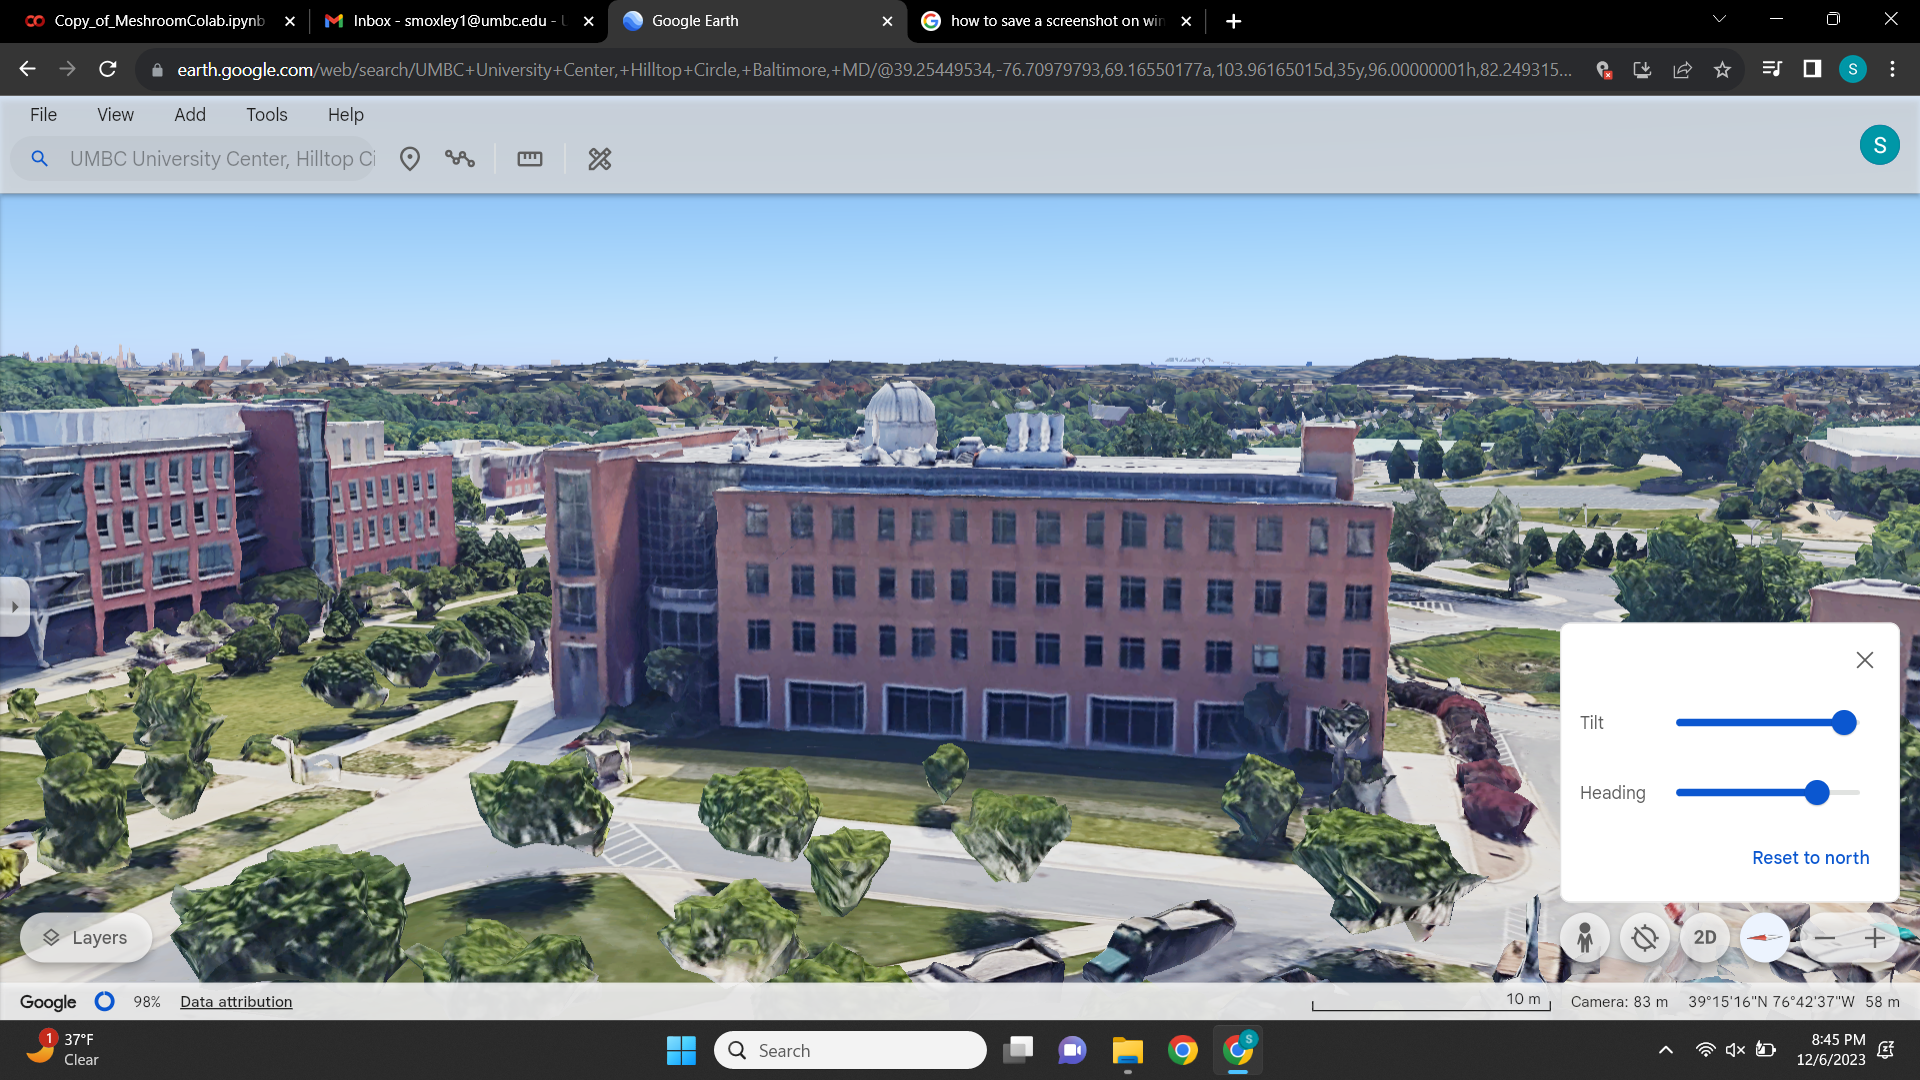 Copy_of_MeshroomColab.ipynb
Inbox - smoxley1@umbc.edu - U
Google Earth
how to save a screenshot on win
earth.google.com/web/search/UMBC+University+Center,+Hilltop+Circle,+Baltimore,+MD/@39.25449534,-76.70979793,69.16550177a,103.96165015d,35y,96.00000001h,82.249315...
S
File View Add Tools Help
UMBC University Center, Hilltop Ci
S
Tilt
Heading
Reset to north
Layers
2D
Google 98% Data attribution
10 m
Camera: 83 m 39°15'16"N 76°42'37"W 58 m
1
37°F
Clear
Search
S
8:45 PM
12/6/2023